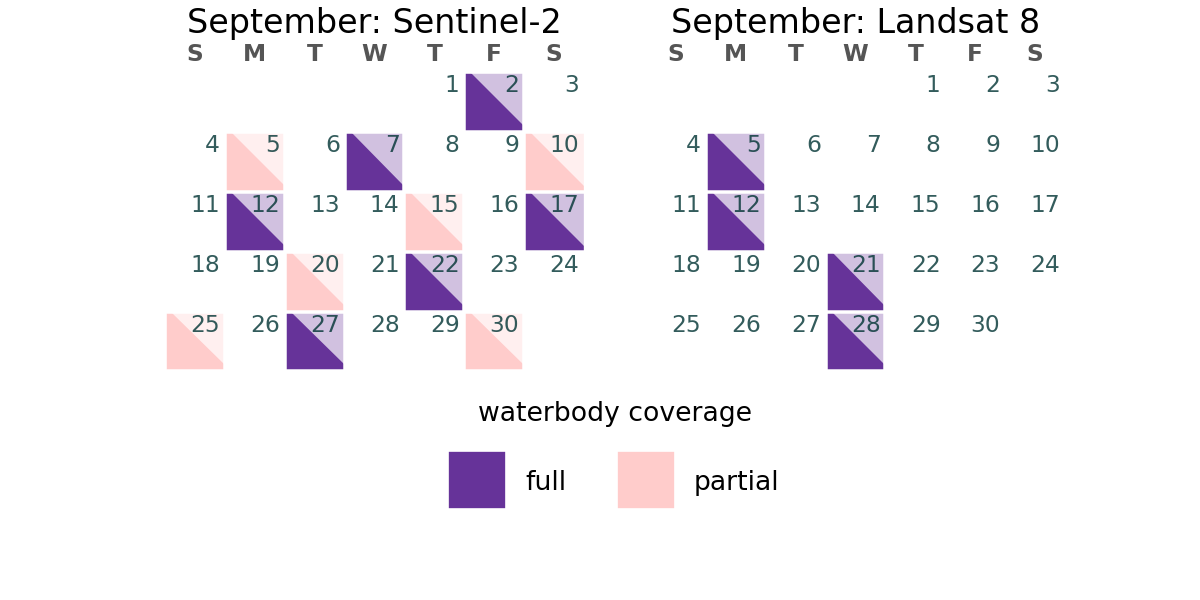 September: Sentinel-2
S M T W T F S
1 2 3
4 5 6 7 8 9 10
11 12 13 14 15 16 17
18 19 20 21 22 23 24
25 26 27 28 29 30
September: Landsat 8
S M T W T F S
1 2 3
4 5 6 7 8 9 10
11 12 13 14 15 16 17
18 19 20 21 22 23 24
25 26 27 28 29 30
waterbody coverage
full
partial